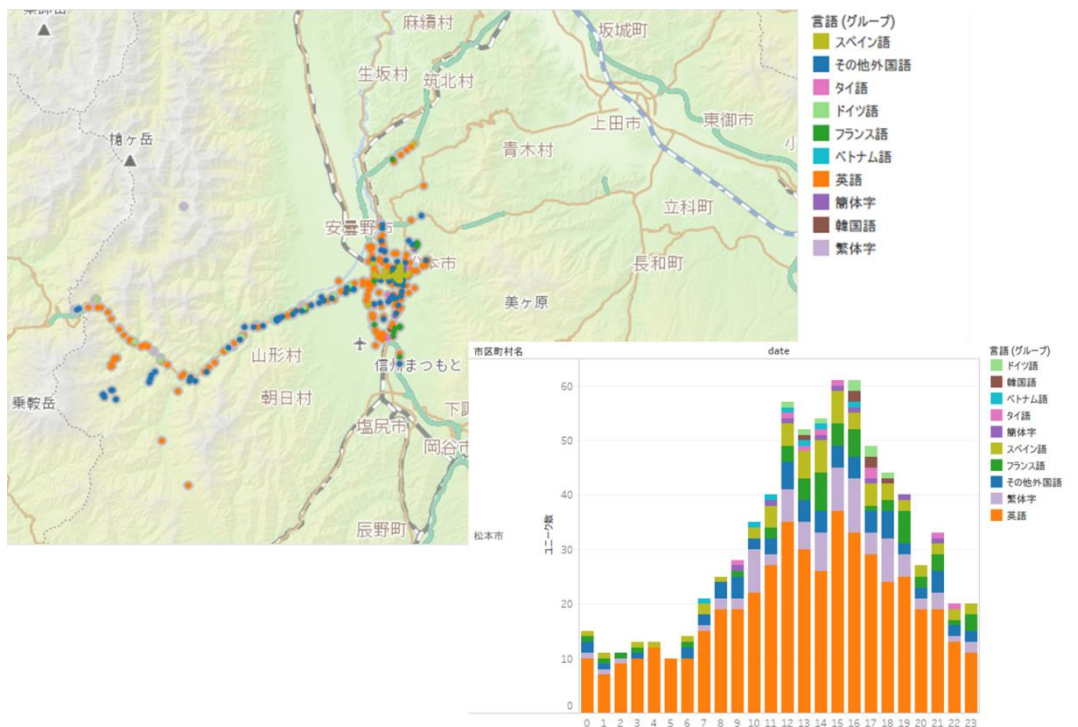 麻績村
坂城町
生坂村
筑北村
槍ヶ岳
青木村
上田市
東御市
立科町
安曇野市
長和町
美ヶ原
山形村
信州まつもと
朝日村
乗鞍岳
塩尻市
岡谷市
辰野町
言語 (グループ)
スペイン語
その他外国語
タイ語
ドイツ語
フランス語
ベトナム語
英語
簡体字
韓国語
繁体字
市区町村名
date
松本市
ユニーク数
60
50
40
30
20
10
0
0 1 2 3 4 5 6 7 8 9 10 11 12 13 14 15 16 17 18 19 20 21 22 23
言語 (グループ)
ドイツ語
韓国語
ベトナム語
タイ語
簡体字
スペイン語
フランス語
その他外国語
繁体字
英語